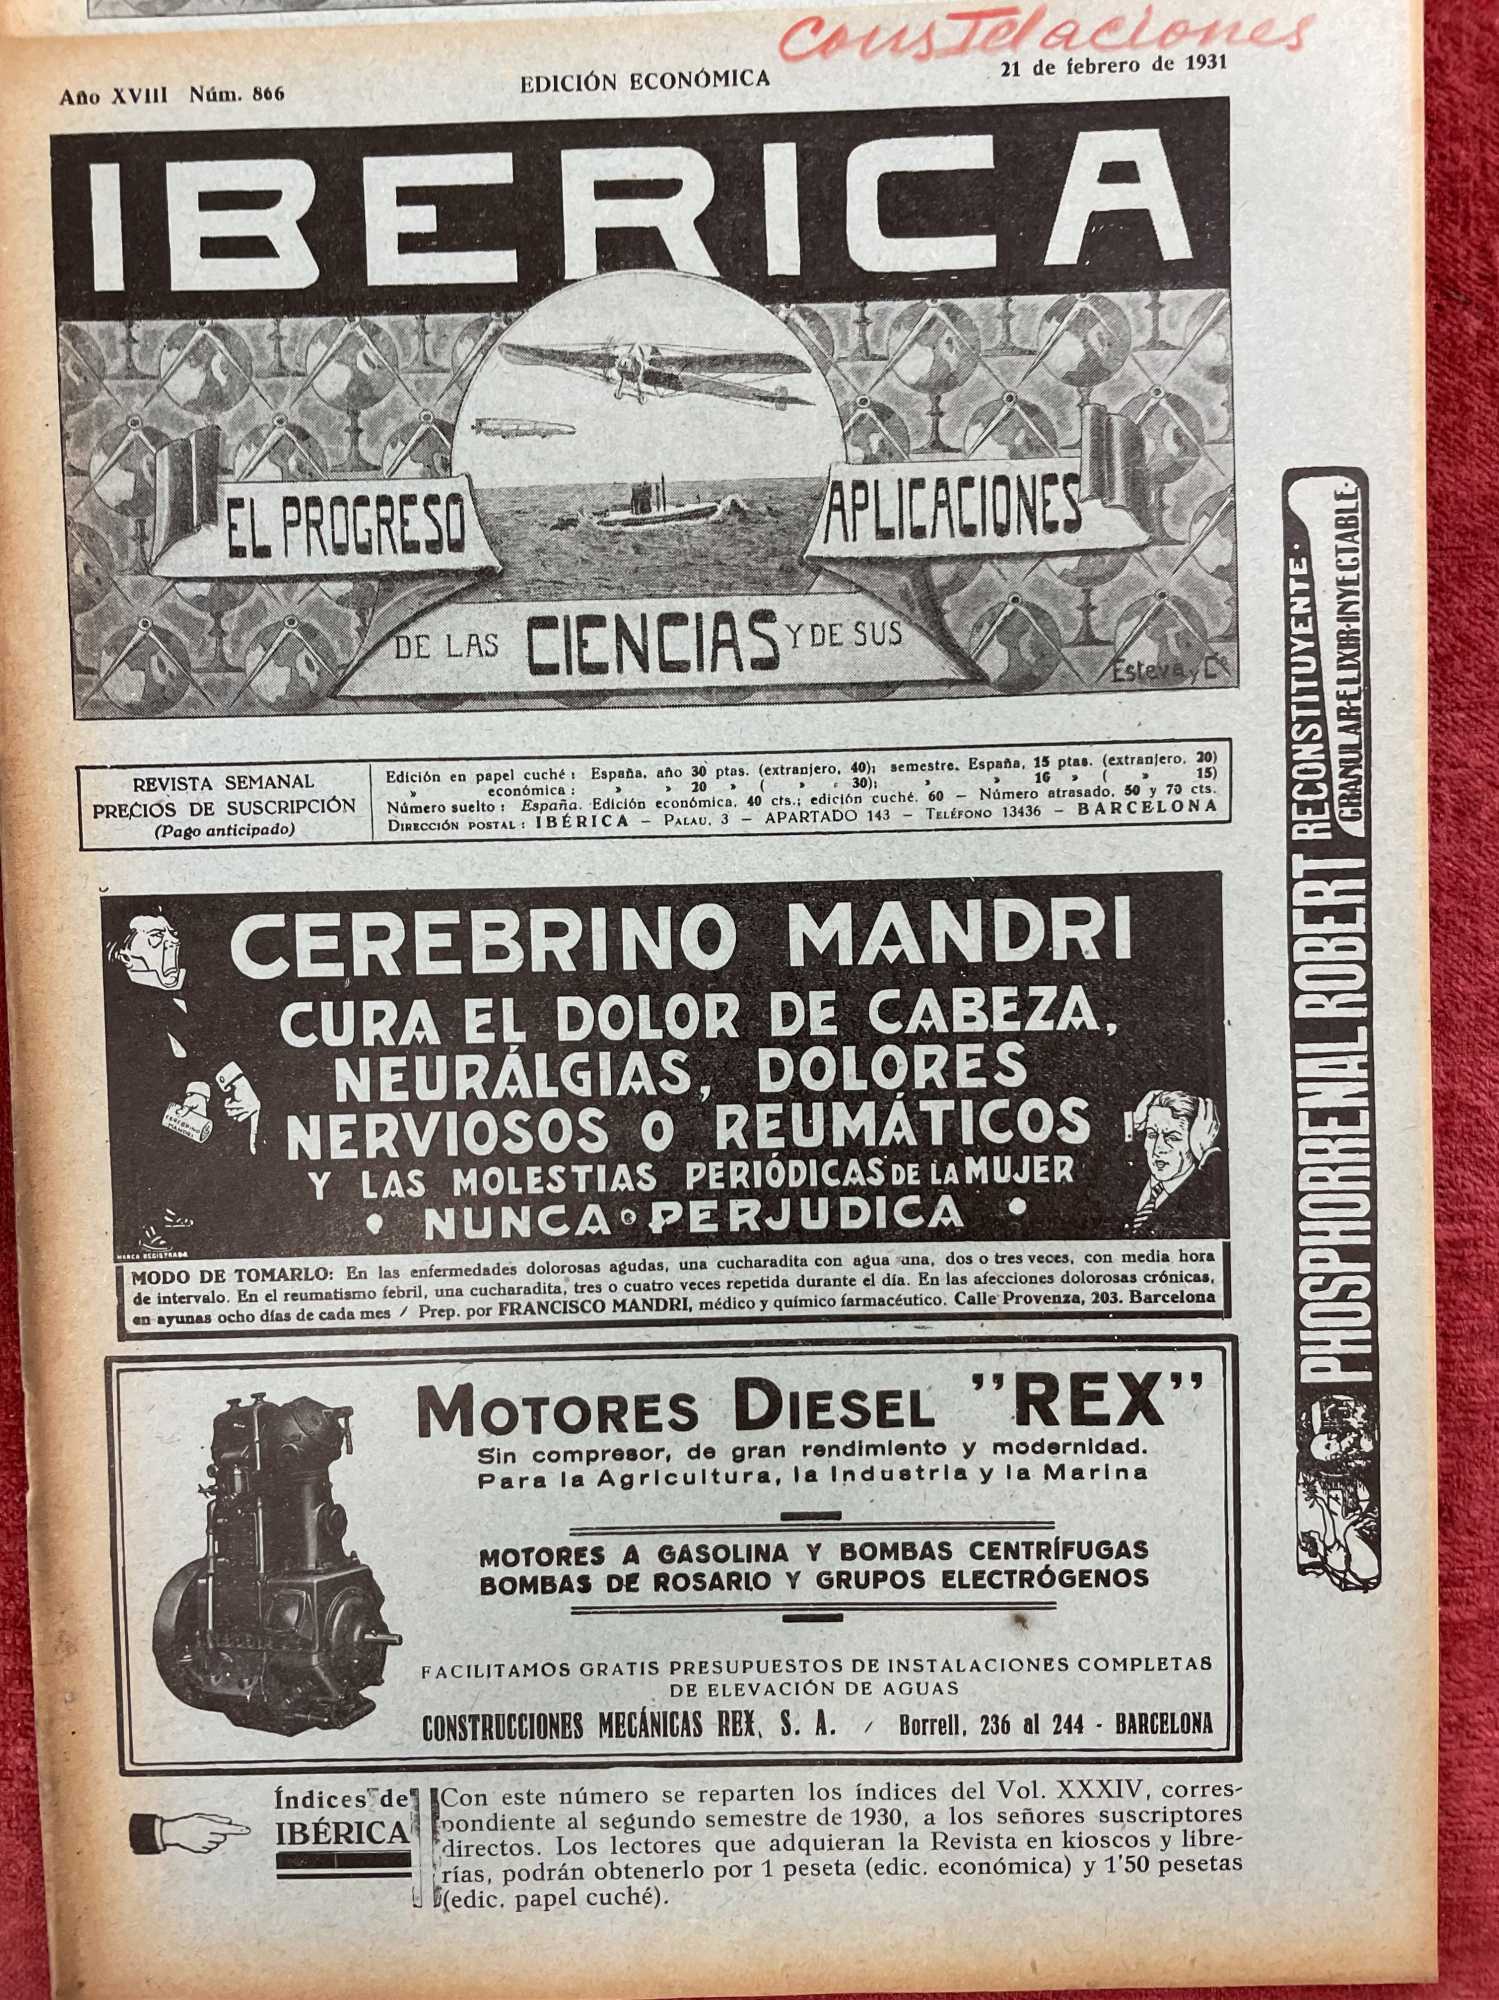 constelaciones
Año XVIII Núm. 866
EDICIÓN ECONÓMICA
21 de febrero de 1931
IBERICA
EL PROGRESO
APLICACIONES
DE LAS CIENCIAS Y DE SUS
Esteva y Cª
REVISTA SEMANAL
PRECIOS DE SUSCRIPCIÓN
(Pago anticipado)
Edición en papel cuché: España, año 30 ptas. (extranjero, 40); semestre, España, 15 ptas. (extranjero, 20)
» económica: » » 20 » ( » 30); » » 10 » ( » 15)
Número suelto: España. Edición económica, 40 cts.; edición cuché, 60 — Número atrasado, 50 y 70 cts.
DIRECCIÓN POSTAL: IBÉRICA — PALAU, 3 — APARTADO 143 — TELÉFONO 13436 — BARCELONA
CEREBRINO MANDRI
CURA EL DOLOR DE CABEZA,
NEURÁLGIAS, DOLORES
NERVIOSOS O REUMÁTICOS
Y LAS MOLESTIAS PERIÓDICAS DE LA MUJER
• NUNCA PERJUDICA •
CEREBRINO
MANDRI
MARCA REGISTRADA
MODO DE TOMARLO: En las enfermedades dolorosas agudas, una cucharadita con agua una, dos o tres veces, con media hora
de intervalo. En el reumatismo febril, una cucharadita, tres o cuatro veces repetida durante el día. En las afecciones dolorosas crónicas,
en ayunas ocho días de cada mes / Prep. por FRANCISCO MANDRI, médico y químico farmacéutico. Calle Provenza, 203. Barcelona
MOTORES DIESEL "REX"
Sin compresor, de gran rendimiento y modernidad.
Para la Agricultura, la Industria y la Marina
MOTORES A GASOLINA Y BOMBAS CENTRÍFUGAS
BOMBAS DE ROSARIO Y GRUPOS ELECTRÓGENOS
FACILITAMOS GRATIS PRESUPUESTOS DE INSTALACIONES COMPLETAS
DE ELEVACIÓN DE AGUAS
CONSTRUCCIONES MECÁNICAS REX, S. A. / Borrell, 236 al 244 - BARCELONA
Índices de
IBÉRICA
Con este número se reparten los índices del Vol. XXXIV, corres-
pondiente al segundo semestre de 1930, a los señores suscriptores
directos. Los lectores que adquieran la Revista en kioscos y libre-
rías, podrán obtenerlo por 1 peseta (edic. económica) y 1'50 pesetas
(edic. papel cuché).
PHOSPHORRENAL ROBERT RECONSTITUYENTE·
GRANULAR·ELIXIR·INYECTABLE·